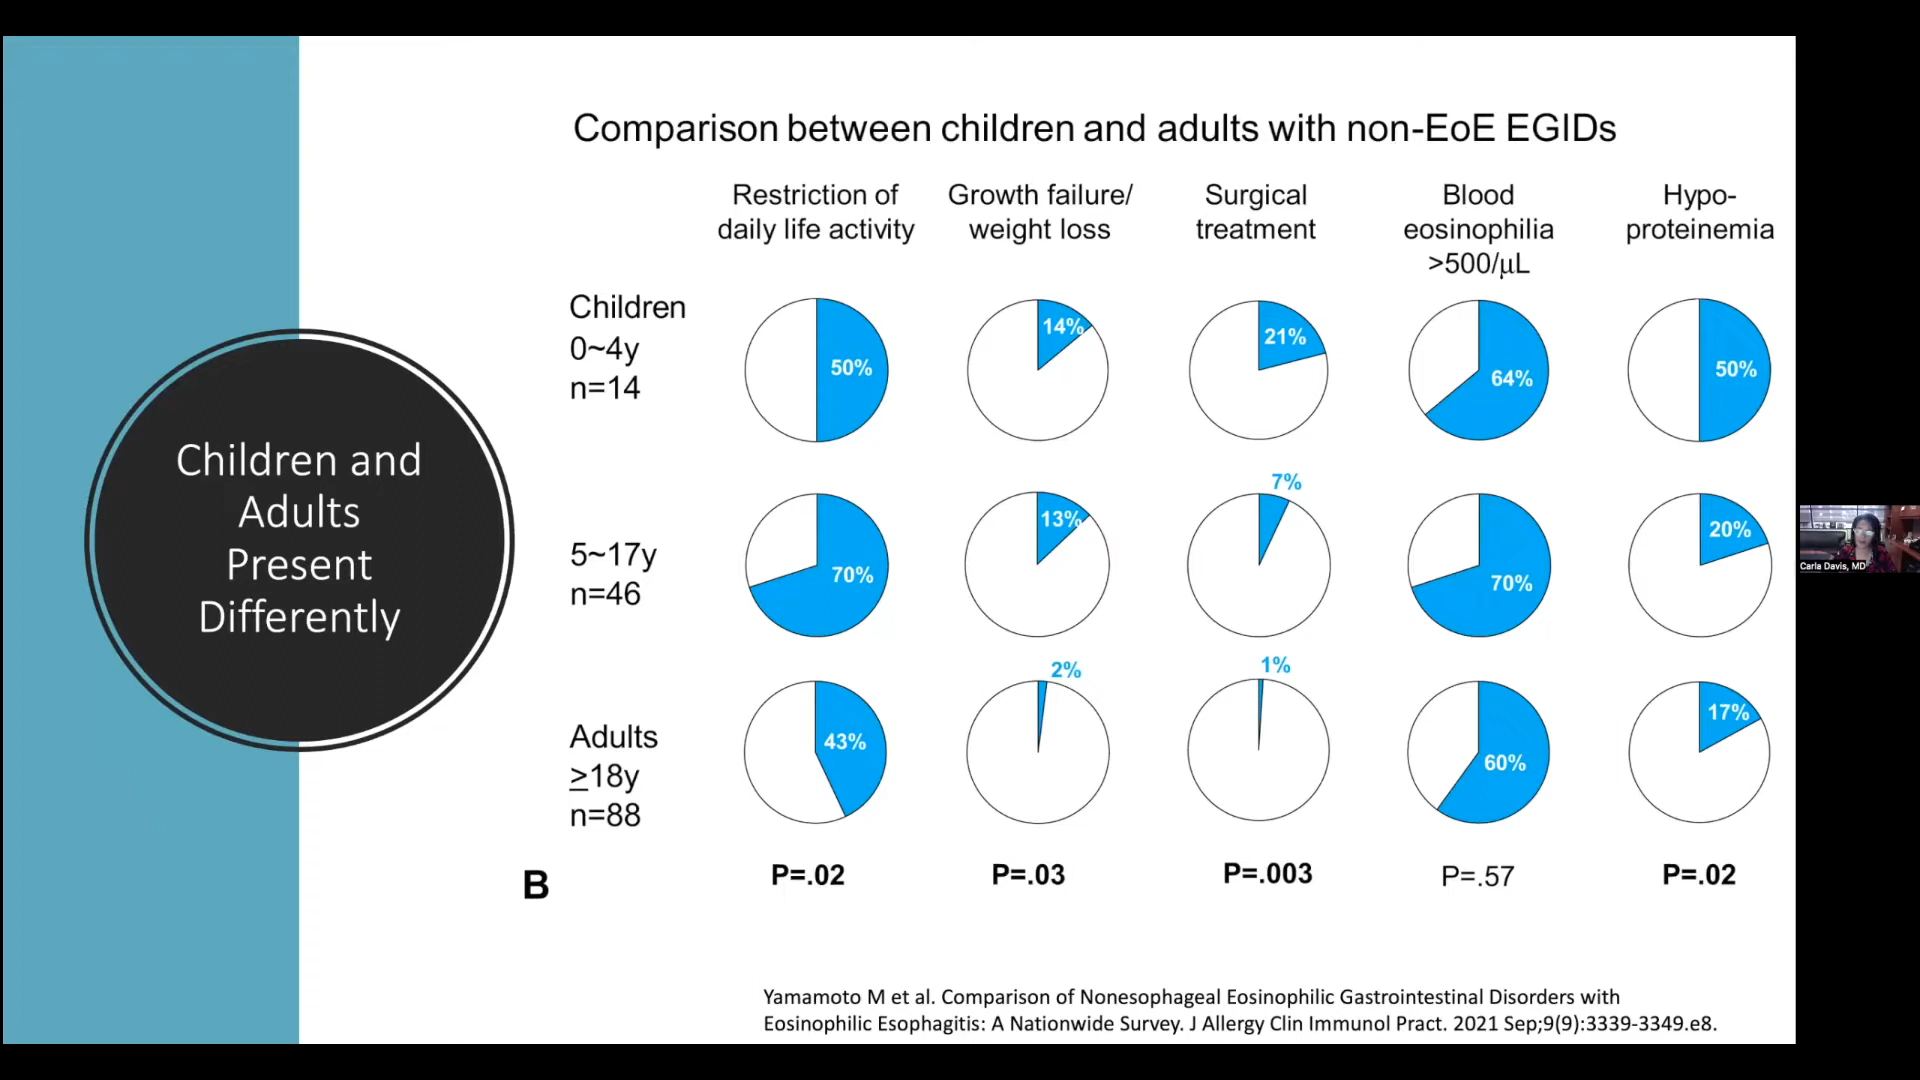 Children and
Adults
Present
Differently
Comparison between children and adults with non-EoE EGIDs
Restriction of
daily life activity
Growth failure/
weight loss
Surgical
treatment
Blood
eosinophilia
>500/μL
Hypo-
proteinemia
Children
0~4y
n=14
50%
14%
21%
64%
50%
5~17y
n=46
70%
13%
7%
70%
20%
Adults
≥18y
n=88
43%
2%
1%
60%
17%
B
P=.02
P=.03
P=.003
P=.57
P=.02
Yamamoto M et al. Comparison of Nonesophageal Eosinophilic Gastrointestinal Disorders with
Eosinophilic Esophagitis: A Nationwide Survey. J Allergy Clin Immunol Pract. 2021 Sep;9(9):3339-3349.e8.
Carla Davis, MD